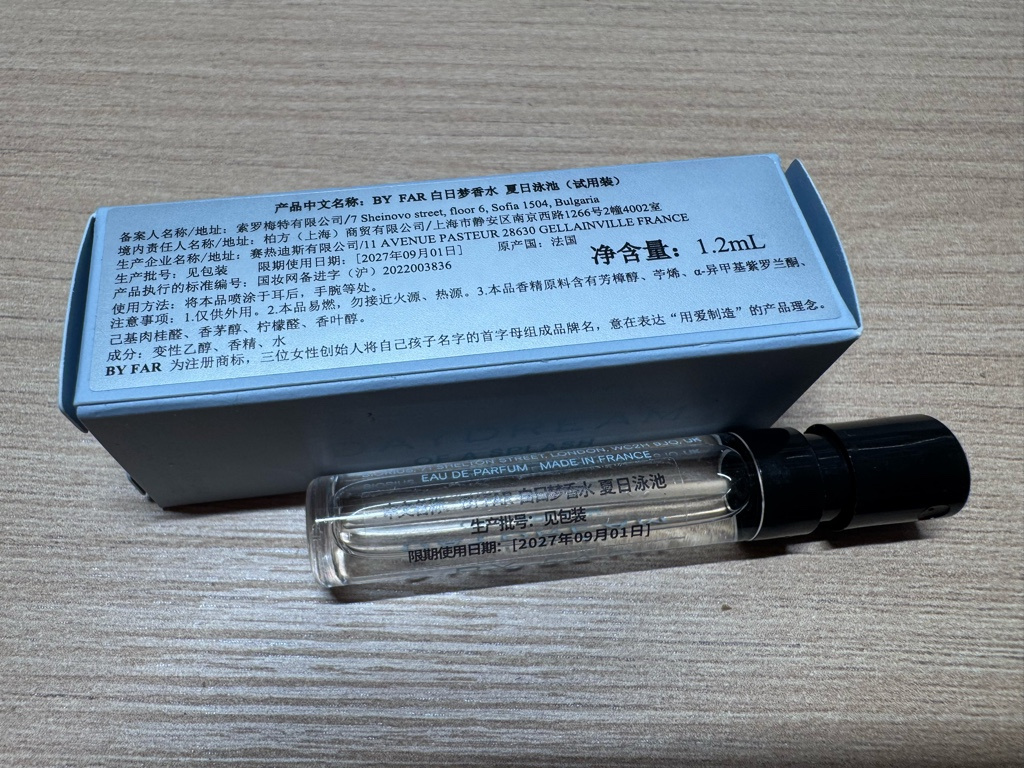 产品中文名称：BY FAR 白日梦香水 夏日泳池（试用装）
备案人名称/地址：索罗梅特有限公司/7 Sheinovo street, floor 6, Sofia 1504, Bulgaria
境内责任人名称/地址：柏方（上海）商贸有限公司/上海市静安区南京西路1266号2幢4002室
生产企业名称/地址：赛热迪斯有限公司/11 AVENUE PASTEUR 28630 GELLAINVILLE FRANCE
生产批号：见包装 限期使用日期：[2027年09月01日] 原产国：法国
产品执行的标准编号：国妆网备进字（沪）2022003836
净含量：1.2mL
使用方法：将本品喷涂于耳后，手腕等处。
注意事项：1.仅供外用。2.本品易燃，勿接近火源、热源。3.本品香精原料含有芳樟醇、苧烯、α-异甲基紫罗兰酮、
己基肉桂醛、香茅醇、柠檬醛、香叶醇。
成分：变性乙醇、香精、水
BY FAR 为注册商标，三位女性创始人将自己孩子名字的首字母组成品牌名，意在表达“用爱制造”的产品理念。
DAYDREAM
OF A SPLASH
STREET, LONDON, WC2H 9JQ, UK
EAU DE PARFUM - MADE IN FRANCE
白日梦香水 夏日泳池
生产批号：见包装
限期使用日期：[2027年09月01日]